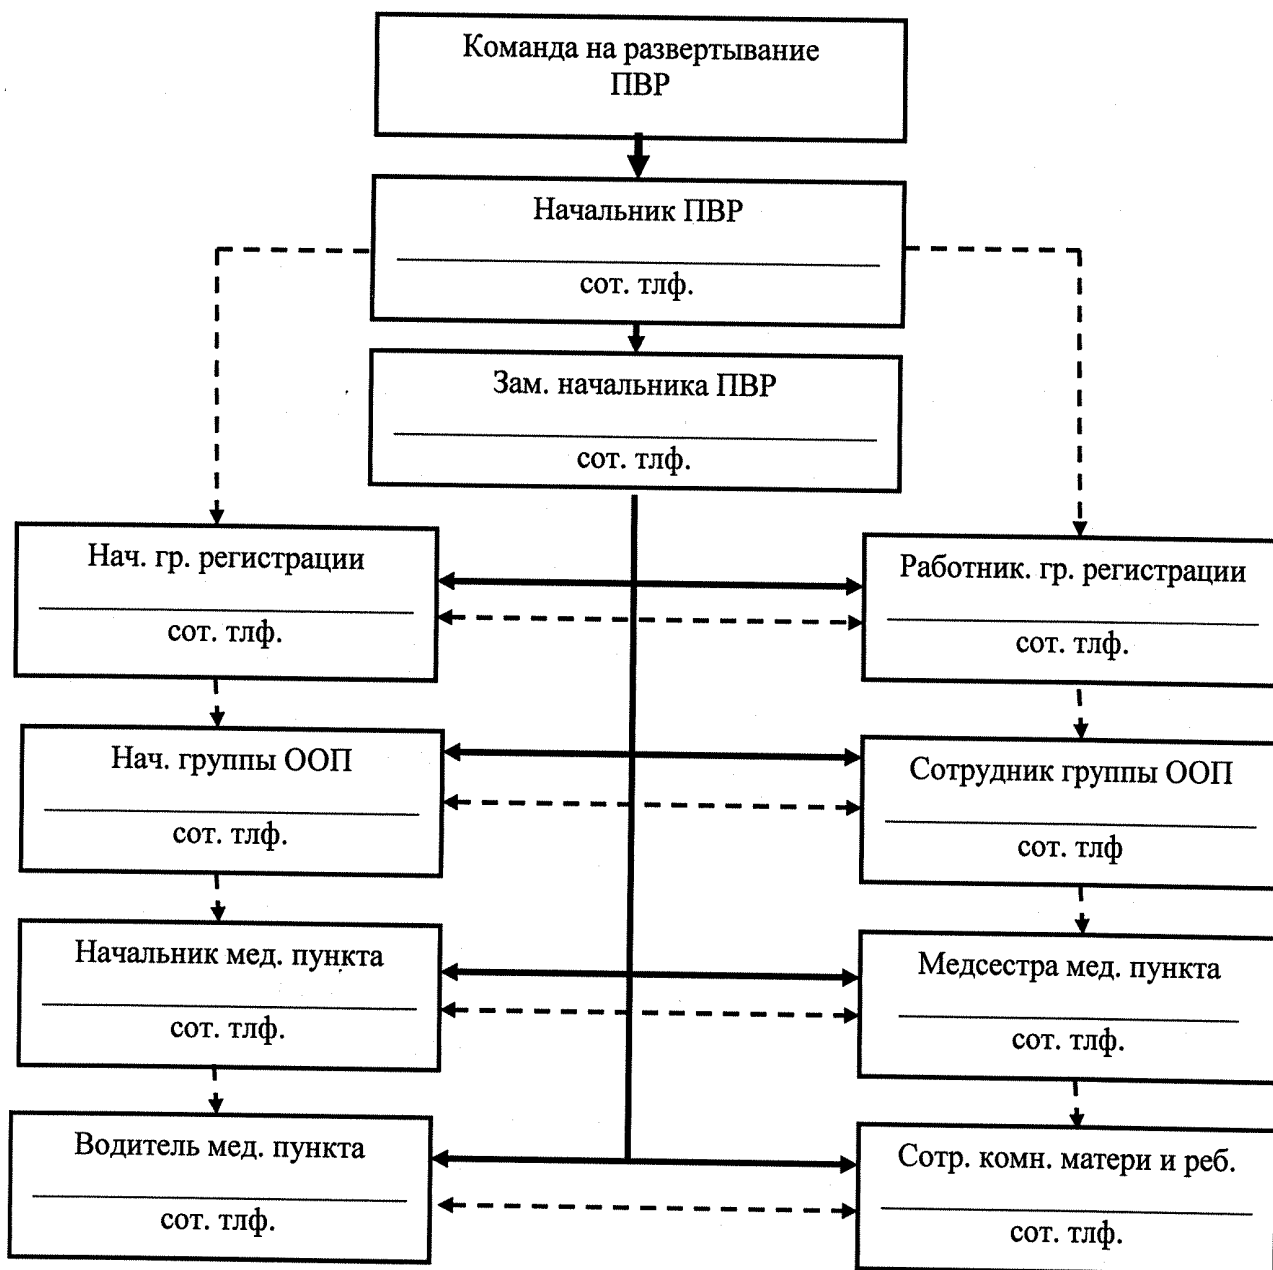 Команда на развертывание
ПВР
Начальник ПВР
сот. тлф.
Зам. начальника ПВР
сот. тлф.
Нач. гр. регистрации
сот. тлф.
Работник. гр. регистрации
сот. тлф.
Нач. группы ООП
сот. тлф.
Сотрудник группы ООП
сот. тлф
Начальник мед. пункта
сот. тлф.
Медсестра мед. пункта
сот. тлф.
Водитель мед. пункта
сот. тлф.
Сотр. комн. матери и реб.
сот. тлф.